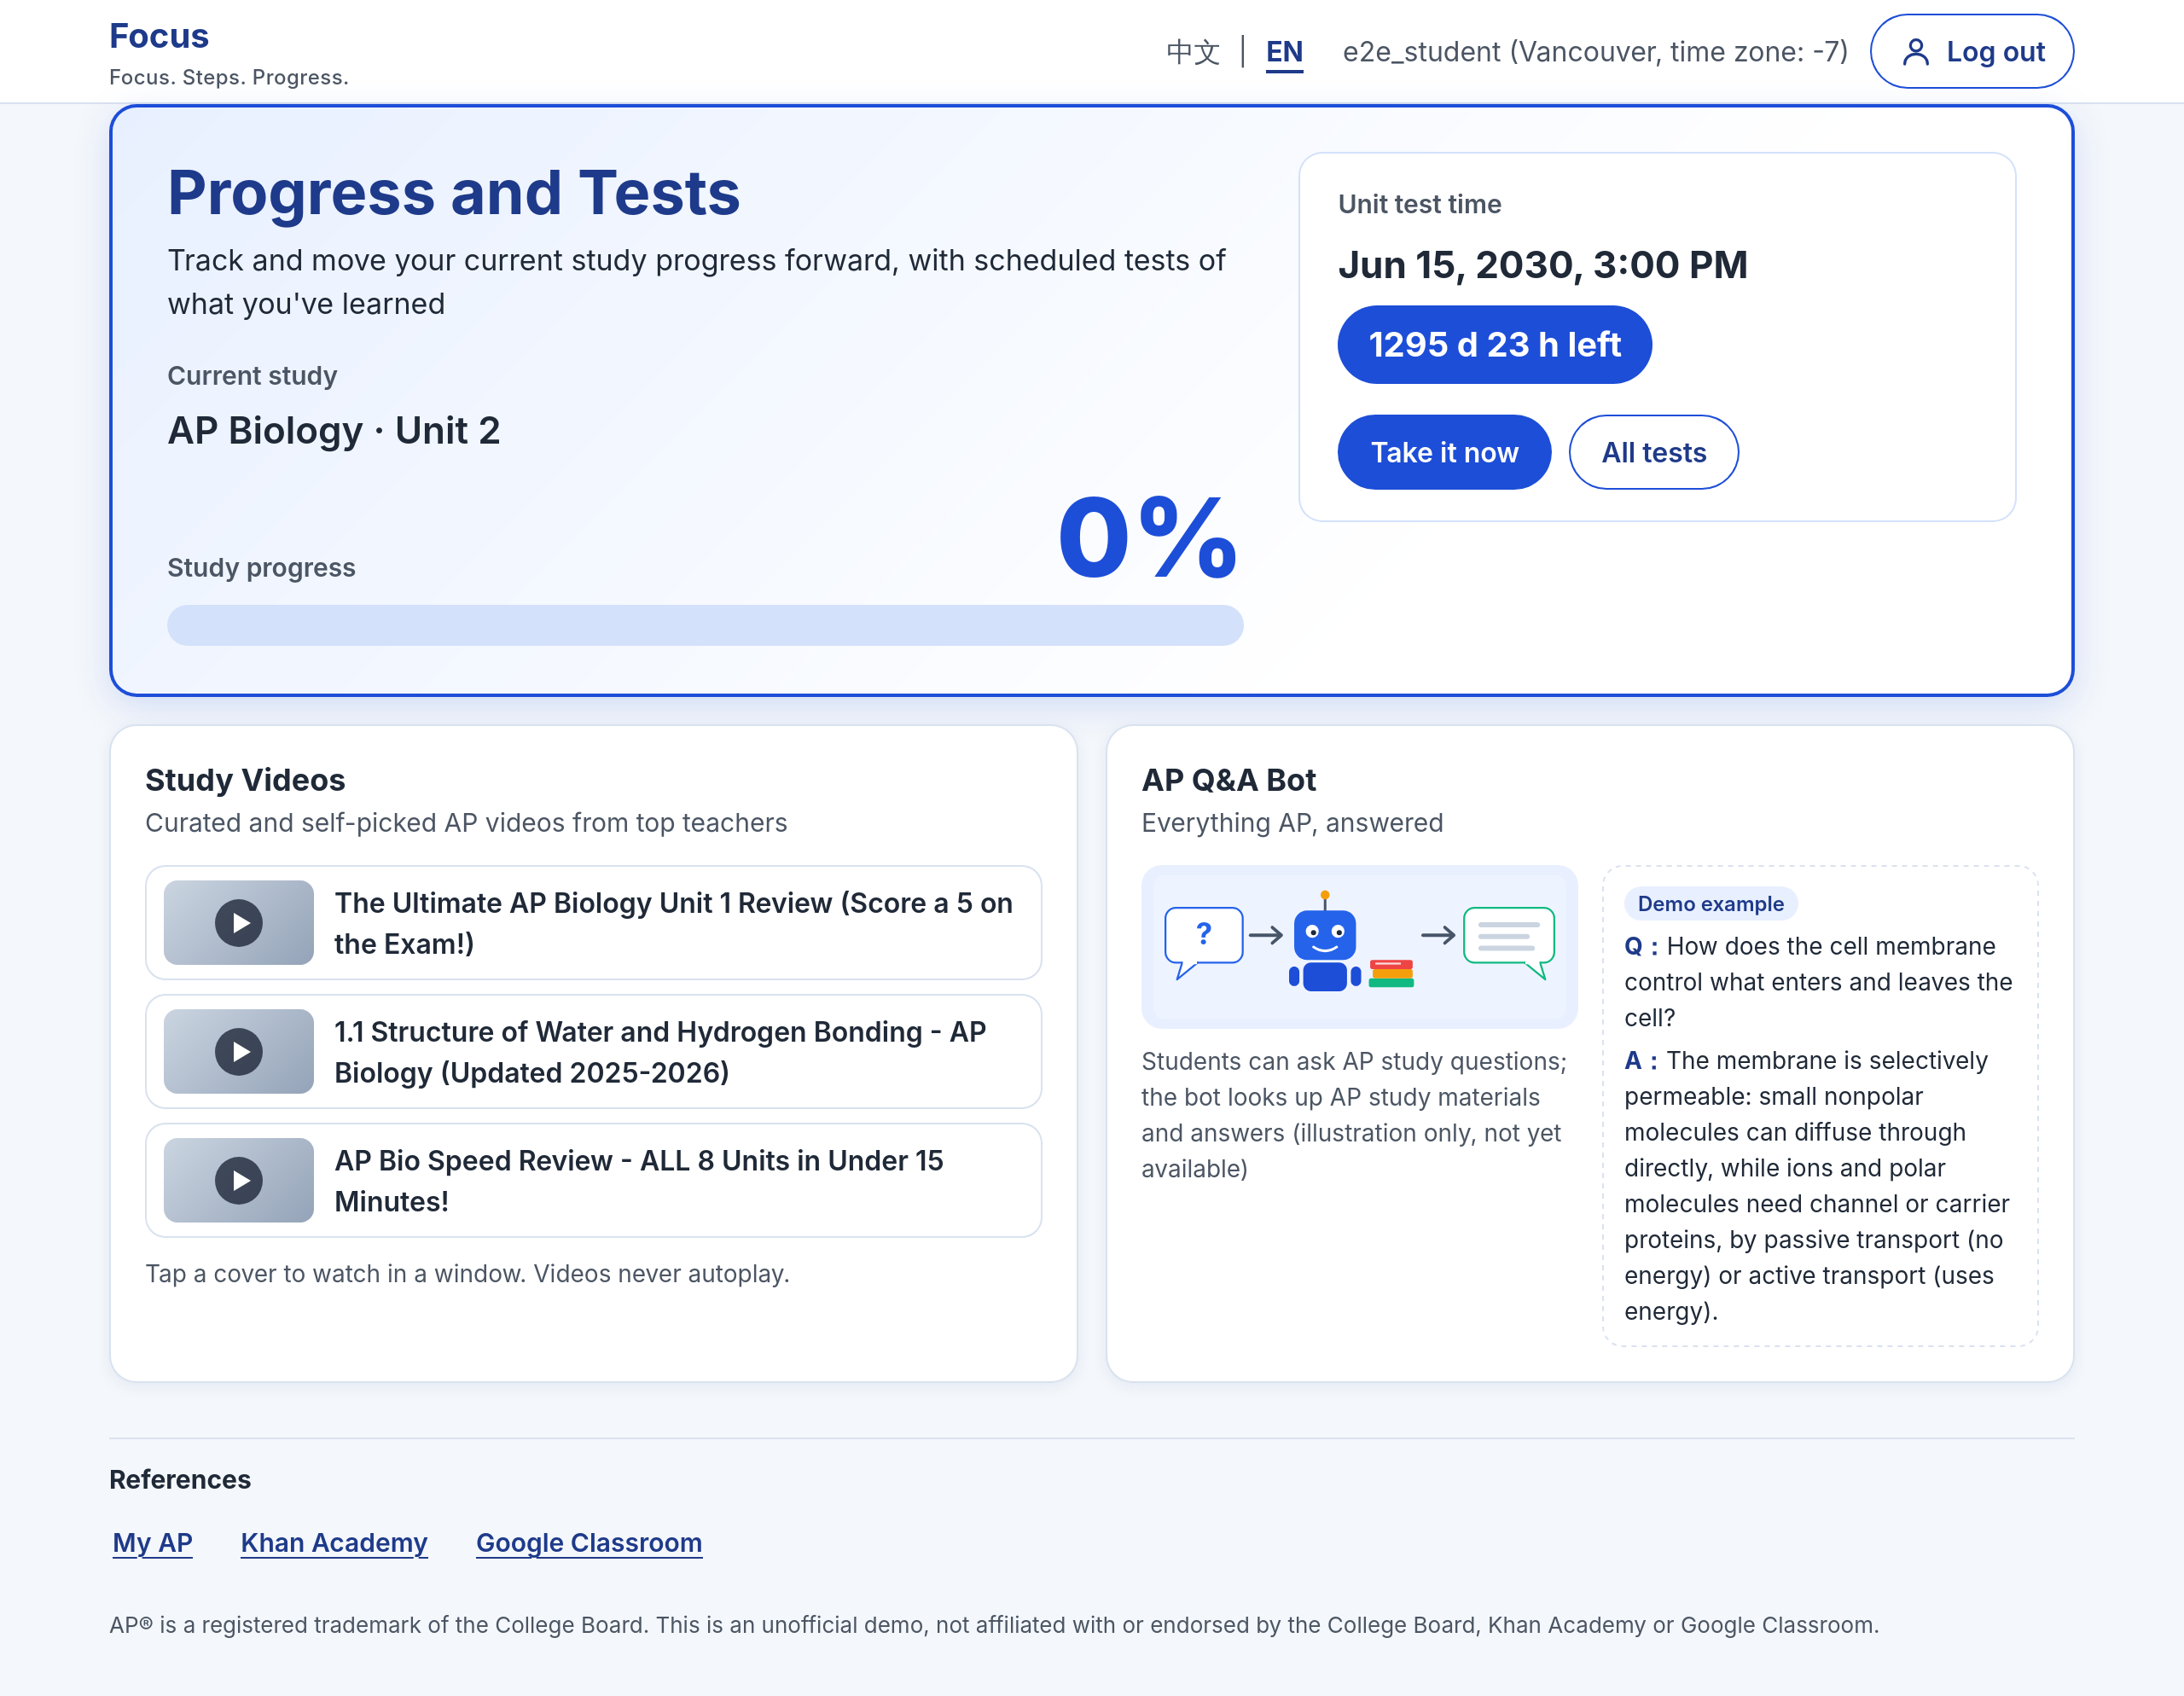 Focus
Focus. Steps. Progress.
中文 | EN
e2e_student (Vancouver, time zone: -7)
Log out
Progress and Tests
Track and move your current study progress forward, with scheduled tests of
what you've learned
Current study
AP Biology · Unit 2
Study progress
0%
Unit test time
Jun 15, 2030, 3:00 PM
1295 d 23 h left
Take it now
All tests
Study Videos
Curated and self-picked AP videos from top teachers
The Ultimate AP Biology Unit 1 Review (Score a 5 on
the Exam!)
1.1 Structure of Water and Hydrogen Bonding - AP
Biology (Updated 2025-2026)
AP Bio Speed Review - ALL 8 Units in Under 15
Minutes!
Tap a cover to watch in a window. Videos never autoplay.
AP Q&A Bot
Everything AP, answered
?
Students can ask AP study questions;
the bot looks up AP study materials
and answers (illustration only, not yet
available)
Demo example
Q : How does the cell membrane
control what enters and leaves the
cell?
A : The membrane is selectively
permeable: small nonpolar
molecules can diffuse through
directly, while ions and polar
molecules need channel or carrier
proteins, by passive transport (no
energy) or active transport (uses
energy).
References
My AP
Khan Academy
Google Classroom
AP® is a registered trademark of the College Board. This is an unofficial demo, not affiliated with or endorsed by the College Board, Khan Academy or Google Classroom.